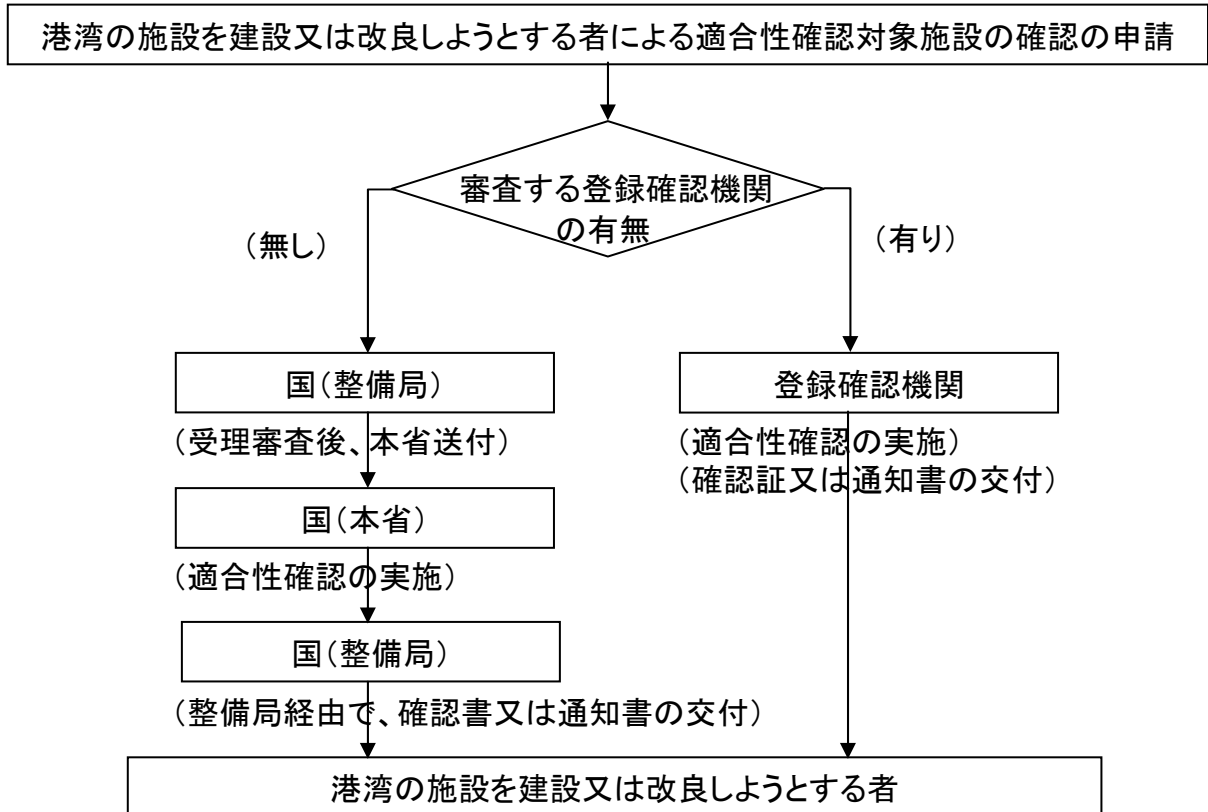 港湾の施設を建設又は改良しようとする者による適合性確認対象施設の確認の申請
審査する登録確認機関
の有無
（無し）
（有り）
国（整備局）
（受理審査後、本省送付）
国（本省）
（適合性確認の実施）
国（整備局）
（整備局経由で、確認書又は通知書の交付）
登録確認機関
（適合性確認の実施）
（確認証又は通知書の交付）
港湾の施設を建設又は改良しようとする者